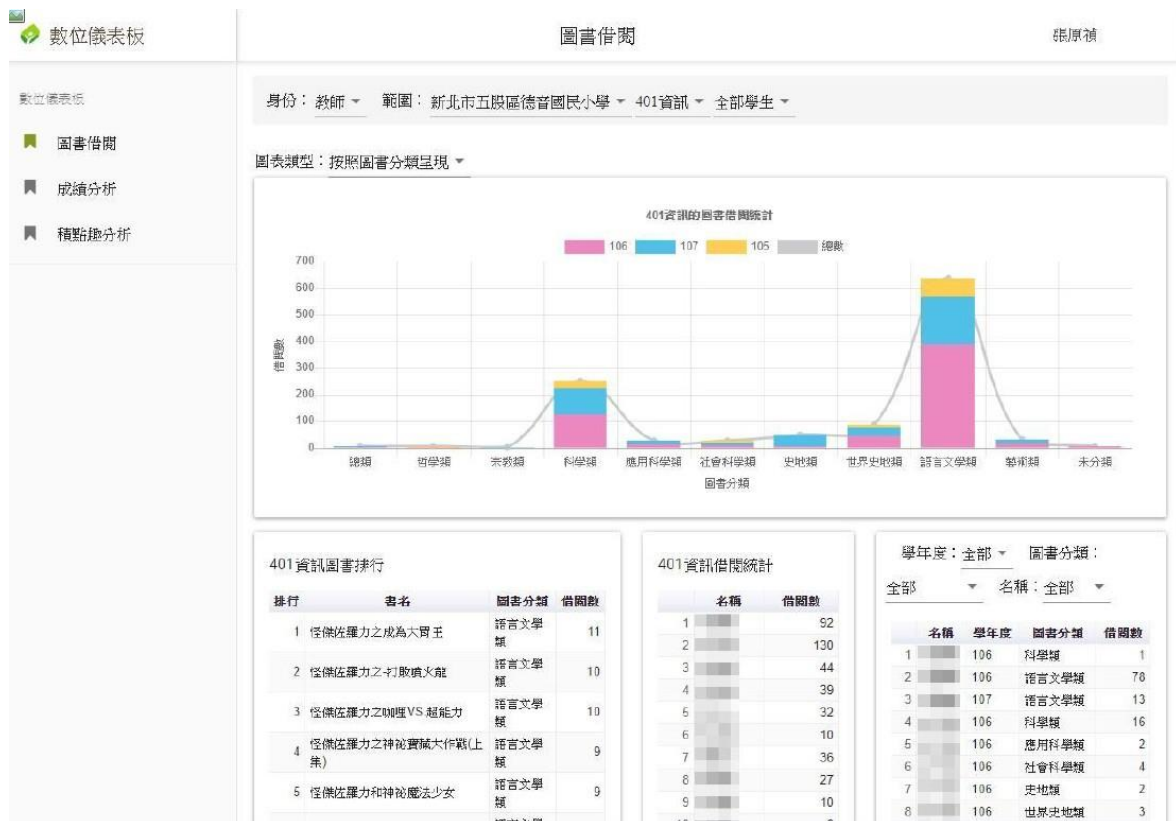 數位儀表板
圖書借閱
張原禎
數位儀表板
圖書借閱
成績分析
積點趣分析
身份：教師 範圍：新北市五股區德音國民小學 401資訊 全部學生
圖表類型：按照圖書分類呈現
401資訊的圖書借閱統計
106 107 105 總數
700
600
500
400
300
200
100
0
借閱數
總類 哲學類 宗教類 科學類 應用科學類 社會科學類 史地類 世界史地類 語言文學類 藝術類 未分類
圖書分類
401資訊圖書排行
排行 書名 圖書分類 借閱數
1 怪傑佐羅力之成為大胃王 語言文學類 11
2 怪傑佐羅力之打敗噴火龍 語言文學類 10
3 怪傑佐羅力之咖哩VS.超能力 語言文學類 10
4 怪傑佐羅力之神祕寶藏大作戰(上集) 語言文學類 9
5 怪傑佐羅力和神祕魔法少女 語言文學類 9
401資訊借閱統計
名稱 借閱數
1 92
2 130
3 44
4 39
5 32
6 10
7 36
8 27
9 10
學年度：全部 圖書分類：
全部 名稱：全部
名稱 學年度 圖書分類 借閱數
1 106 科學類 1
2 106 語言文學類 78
3 107 語言文學類 13
4 106 科學類 16
5 106 應用科學類 2
6 106 社會科學類 4
7 106 史地類 2
8 106 世界史地類 3